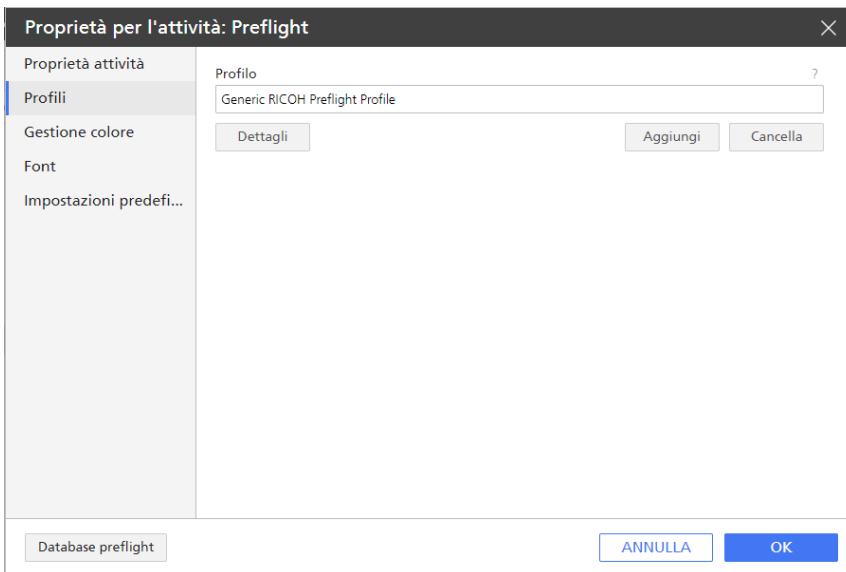 Proprietà per l'attività: Preflight
Proprietà attività
Profili
Gestione colore
Font
Impostazioni predefi...
Profilo
?
Generic RICOH Preflight Profile
Dettagli
Aggiungi
Cancella
Database preflight
ANNULLA
OK